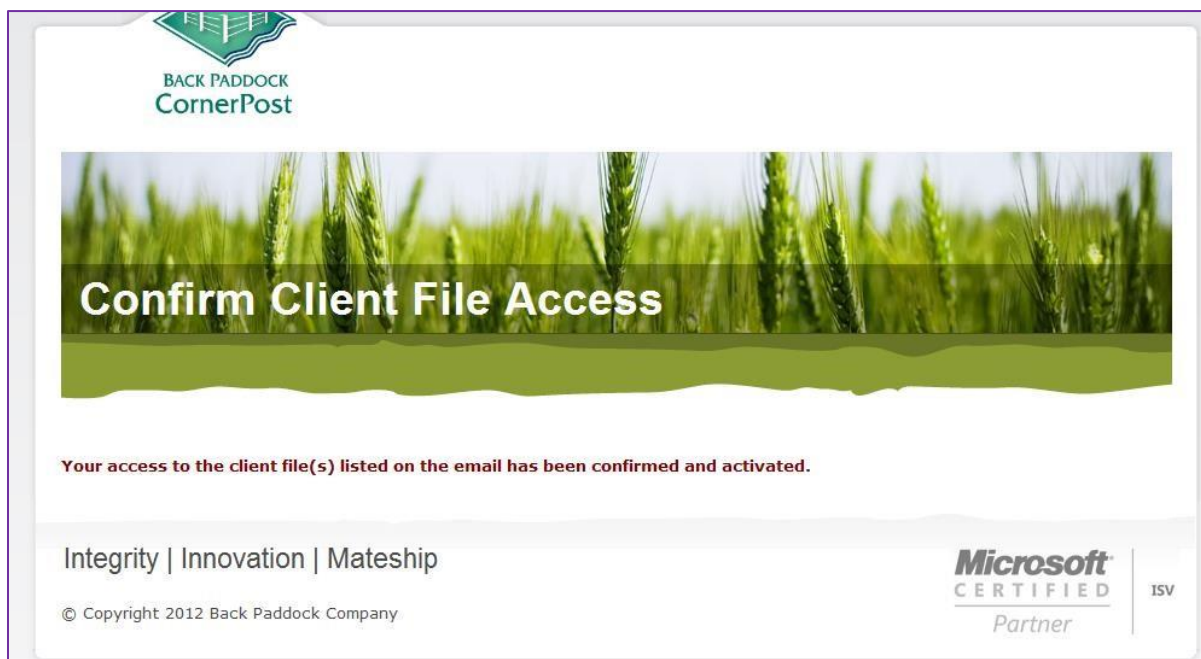 BACK PADDOCK
CornerPost
Confirm Client File Access
Your access to the client file(s) listed on the email has been confirmed and activated.
Integrity | Innovation | Mateship
© Copyright 2012 Back Paddock Company
Microsoft
CERTIFIED
Partner
ISV